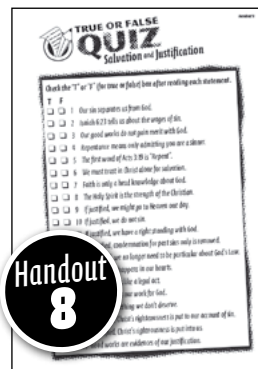 TRUE OR FALSE
QUIZ
Salvation and Justification
Check the "T" or "F" (for true or false) box after reading each statement.
T F
1 Our sin separates us from God.
2 Isaiah 6:23 tells us about the wages of sin.
3 Our good works do not gain merit with God.
4 Repentance means only admitting you are a sinner.
5 The first word of Acts 3:19 is "Repent".
6 We must trust in Christ alone for salvation.
7 Faith is only a head knowledge about God.
8 The Holy Spirit is the strength of the Christian.
9 If justified, we might go to Heaven one day.
10 If justified, we do not sin.
If justified, we have a right standing with God.
condemnation for past sins only is removed.
no longer need to be particular about God's Law.
in our hearts.
like a legal act.
our work for God.
we don't deserve.
Christ's righteousness is put to our account of sin.
Christ's righteousness is put into us.
works are evidences of our justification.
Handout
8